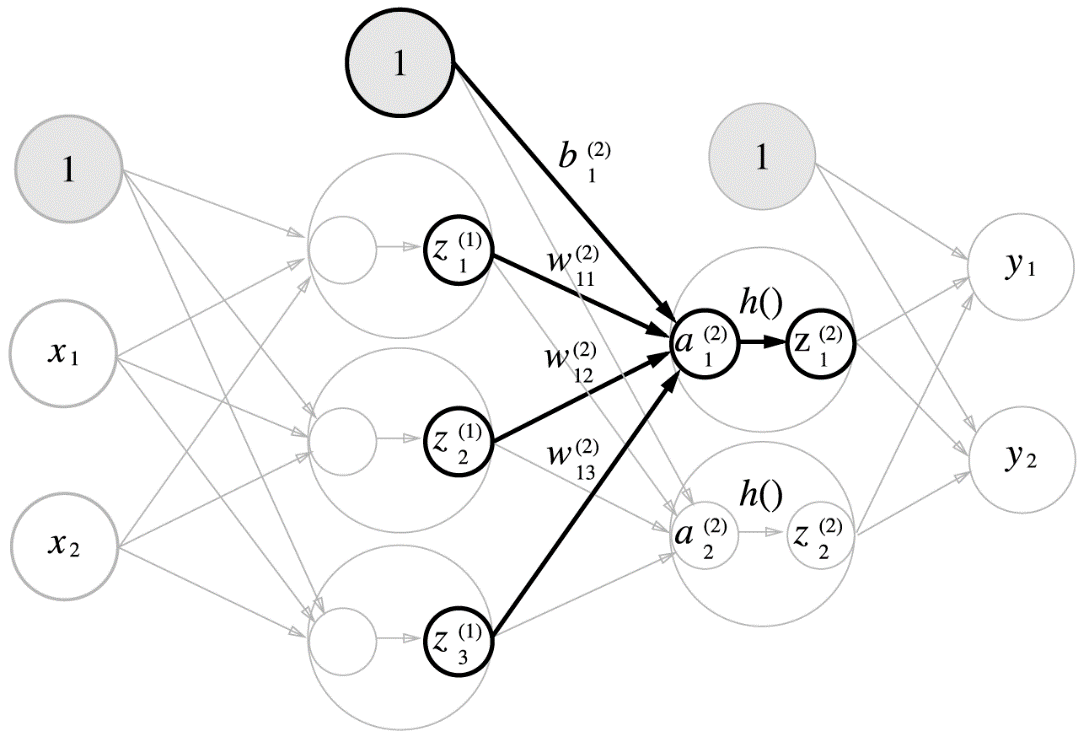 1
1
b₁⁽²⁾
1
z₁⁽¹⁾
w₁₁⁽²⁾
h()
y₁
x₁
w₁₂⁽²⁾
a₁⁽²⁾
z₁⁽²⁾
z₂⁽¹⁾
w₁₃⁽²⁾
h()
y₂
x₂
a₂⁽²⁾
z₂⁽²⁾
z₃⁽¹⁾